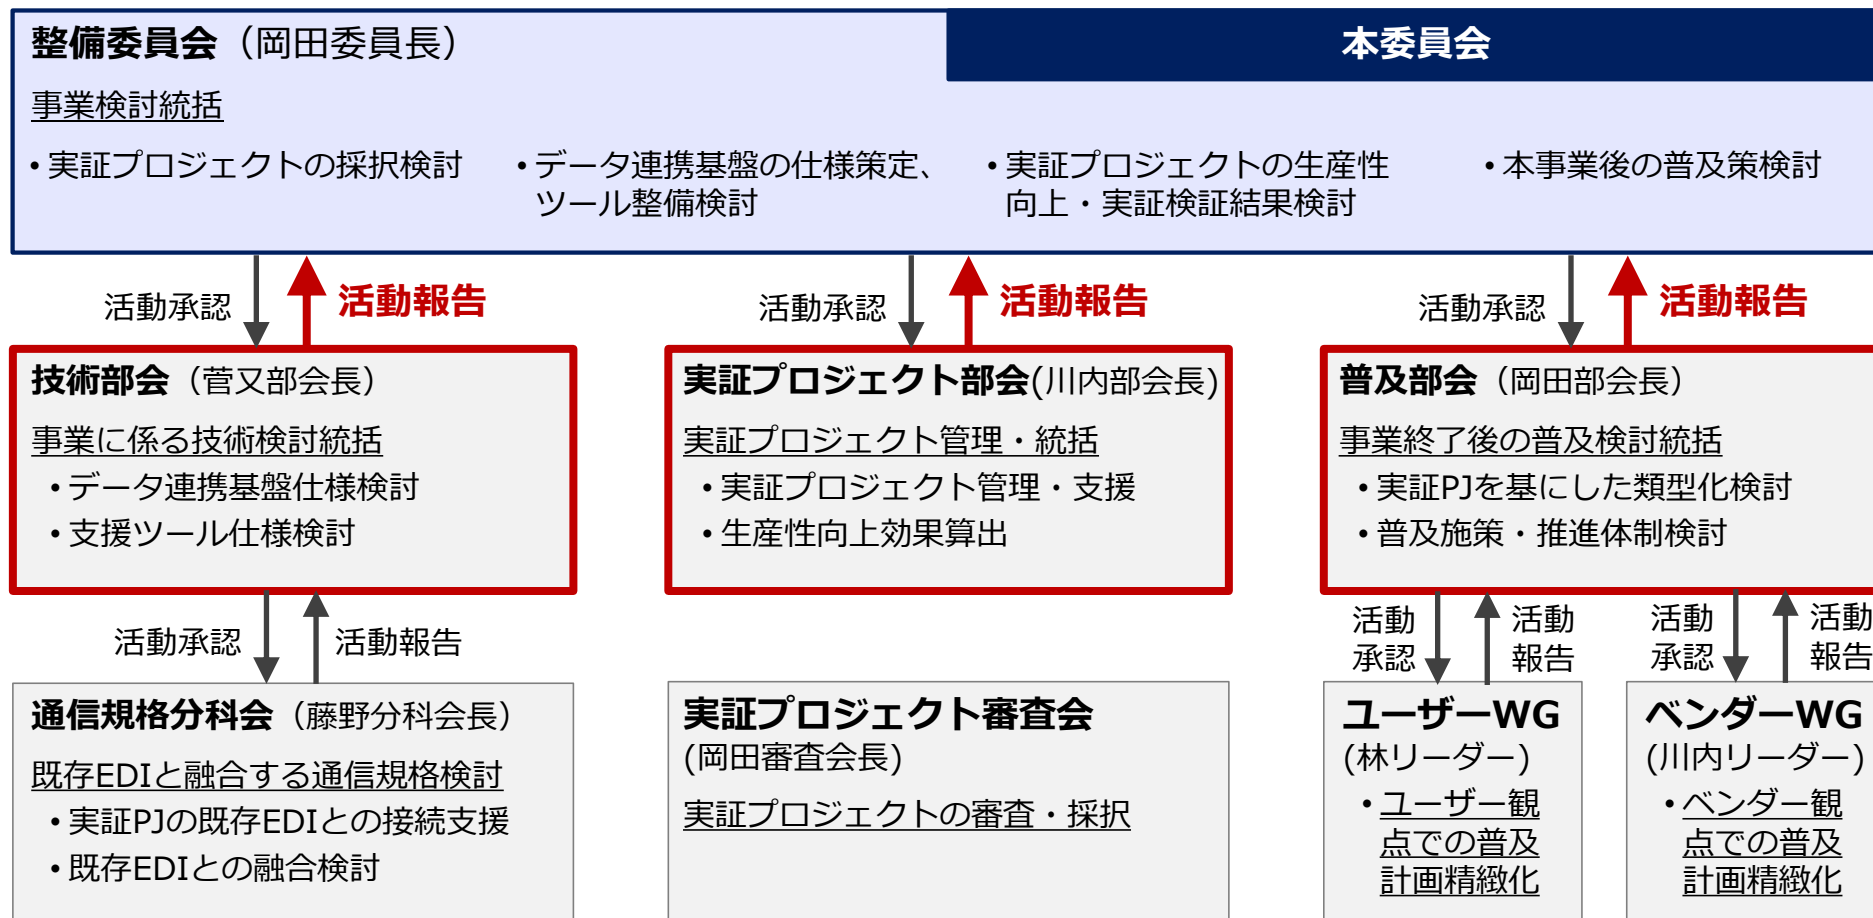 整備委員会（岡田委員長）
本委員会
事業検討統括
•実証プロジェクトの採択検討
•データ連携基盤の仕様策定、
ツール整備検討
•実証プロジェクトの生産性
向上・実証検証結果検討
•本事業後の普及策検討
活動承認
活動報告
活動承認
活動報告
活動承認
活動報告
技術部会（菅又部会長）
事業に係る技術検討統括
•データ連携基盤仕様検討
•支援ツール仕様検討
実証プロジェクト部会(川内部会長)
実証プロジェクト管理・統括
•実証プロジェクト管理・支援
•生産性向上効果算出
普及部会（岡田部会長）
事業終了後の普及検討統括
•実証PJを基にした類型化検討
•普及施策・推進体制検討
活動承認
活動報告
活動
承認
活動
報告
活動
承認
活動
報告
通信規格分科会（藤野分科会長）
既存EDIと融合する通信規格検討
•実証PJの既存EDIとの接続支援
•既存EDIとの融合検討
実証プロジェクト審査会
(岡田審査会長)
実証プロジェクトの審査・採択
ユーザーWG
(林リーダー)
•ユーザー観
点での普及
計画精緻化
ベンダーWG
(川内リーダー)
•ベンダー観
点での普及
計画精緻化